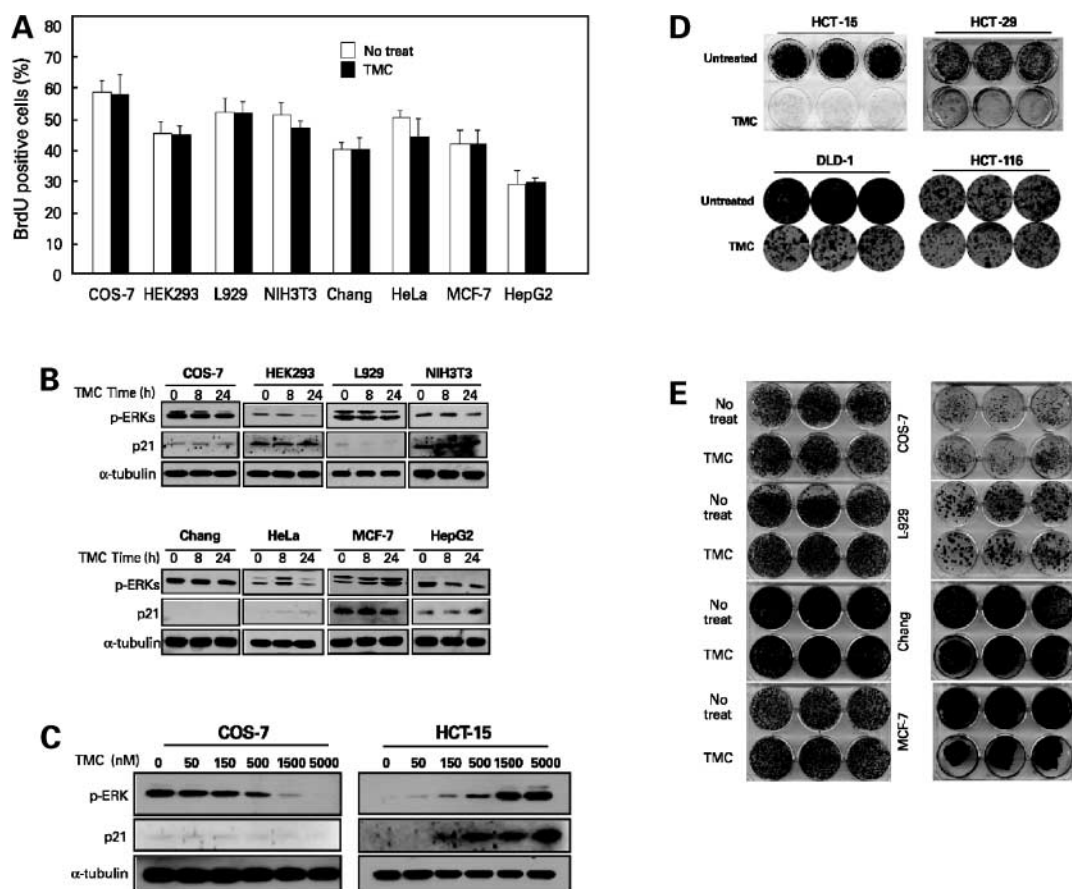 A
BrdU positive cells (%)
80
70
60
50
40
30
20
10
0
No treat
TMC
COS-7 HEK293 L929 NIH3T3 Chang HeLa MCF-7 HepG2
B
COS-7 HEK293 L929 NIH3T3
TMC Time (h) 0 8 24 0 8 24 0 8 24 0 8 24
p-ERKs
p21
α-tubulin
Chang HeLa MCF-7 HepG2
TMC Time (h) 0 8 24 0 8 24 0 8 24 0 8 24
p-ERKs
p21
α-tubulin
C
COS-7 HCT-15
TMC (nM) 0 50 150 500 1500 5000 0 50 150 500 1500 5000
p-ERK
p21
α-tubulin
D
HCT-15 HCT-29
Untreated
TMC
DLD-1 HCT-116
Untreated
TMC
E
No treat
TMC
COS-7
No treat
TMC
L-929
No treat
TMC
Chang
No treat
TMC
MCF-7